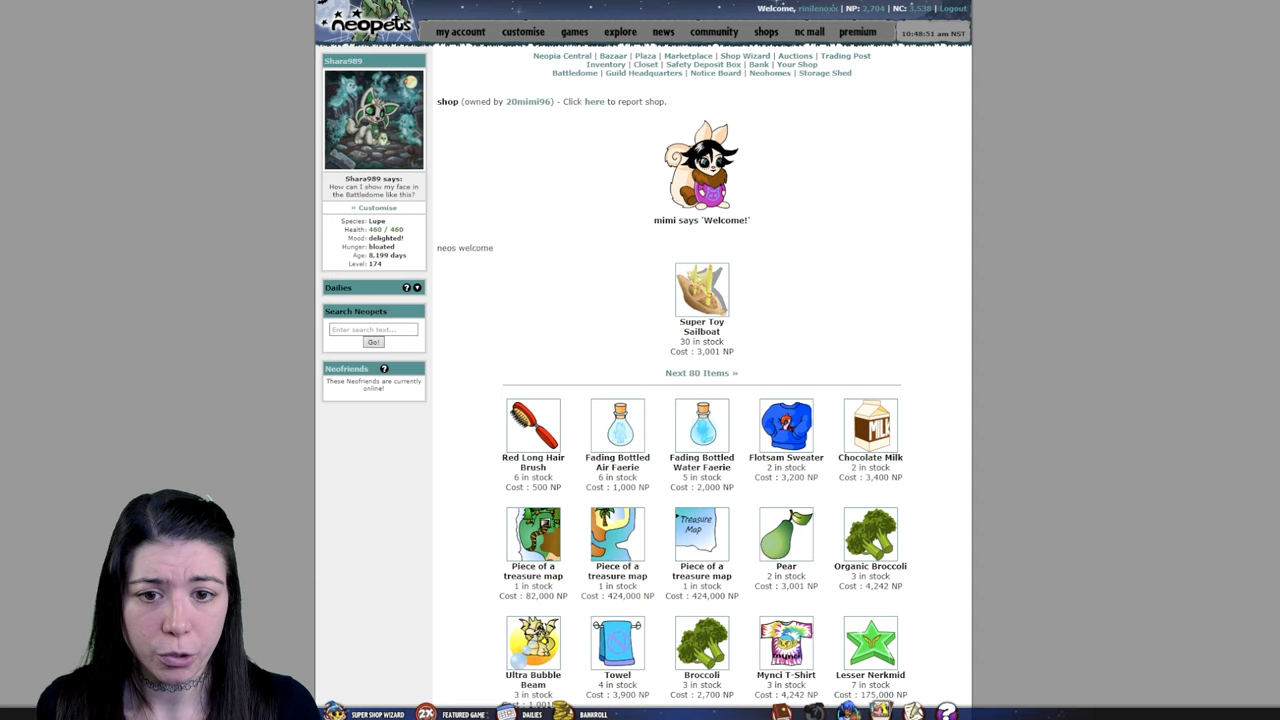 Welcome, rinilenoxx | NP: 2,704 | NC: 3,538 | Logout
neopets
my account customise games explore news community shops nc mall premium 10:48:51 am NST
Neopia Central | Bazaar | Plaza | Marketplace | Shop Wizard | Auctions | Trading Post
Inventory | Closet | Safety Deposit Box | Bank | Your Shop
Battledome | Guild Headquarters | Notice Board | Neohomes | Storage Shed
Shara989
Shara989 says:
How can I show my face in
the Battledome like this?
» Customise
Species: Lupe
Health: 460 / 460
Mood: delighted!
Hunger: bloated
Age: 8,199 days
Level: 174
Dailies
Search Neopets
Enter search text...
Go!
Neofriends
These Neofriends are currently
online!
shop (owned by 20mimi96) - Click here to report shop.
mimi says 'Welcome!'
neos welcome
Super Toy
Sailboat
30 in stock
Cost : 3,001 NP
Next 80 Items »
Red Long Hair
Brush
6 in stock
Cost : 500 NP
Fading Bottled
Air Faerie
6 in stock
Cost : 1,000 NP
Fading Bottled
Water Faerie
5 in stock
Cost : 2,000 NP
Flotsam Sweater
2 in stock
Cost : 3,200 NP
MILK
Chocolate Milk
2 in stock
Cost : 3,400 NP
Piece of a
treasure map
1 in stock
Cost : 82,000 NP
Piece of a
treasure map
1 in stock
Cost : 424,000 NP
Treasure
Map
Piece of a
treasure map
1 in stock
Cost : 424,000 NP
Pear
2 in stock
Cost : 3,001 NP
Organic Broccoli
3 in stock
Cost : 4,242 NP
Ultra Bubble
Beam
3 in stock
Towel
4 in stock
Cost : 3,900 NP
Broccoli
3 in stock
Cost : 2,700 NP
mynci
Mynci T-Shirt
3 in stock
Cost : 4,242 NP
Lesser Nerkmid
7 in stock
Cost : 175,000 NP
SUPER SHOP WIZARD 2X FEATURED GAME DAILIES BANKROLL